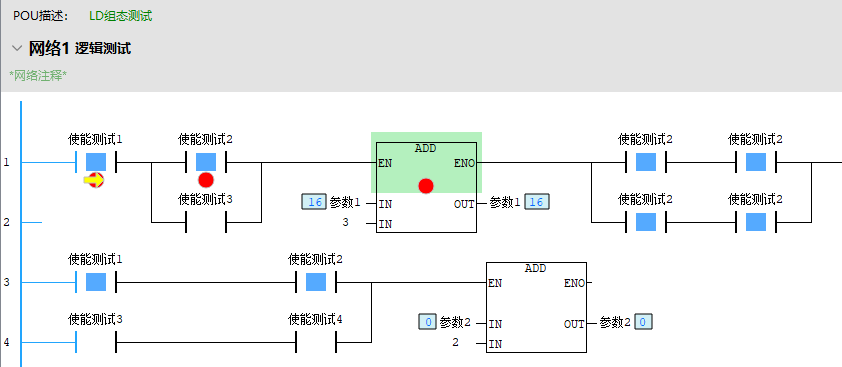 POU描述： LD组态测试
网络1 逻辑测试
*网络注释*
使能测试1 使能测试2 ADD 使能测试2 使能测试2
1 EN ENO
使能测试3 16 参数1 IN OUT 参数1 16 使能测试2 使能测试2
2 3 IN
使能测试1 使能测试2 ADD
3 EN ENO
使能测试3 使能测试4 0 参数2 IN OUT 参数2 0
4 2 IN